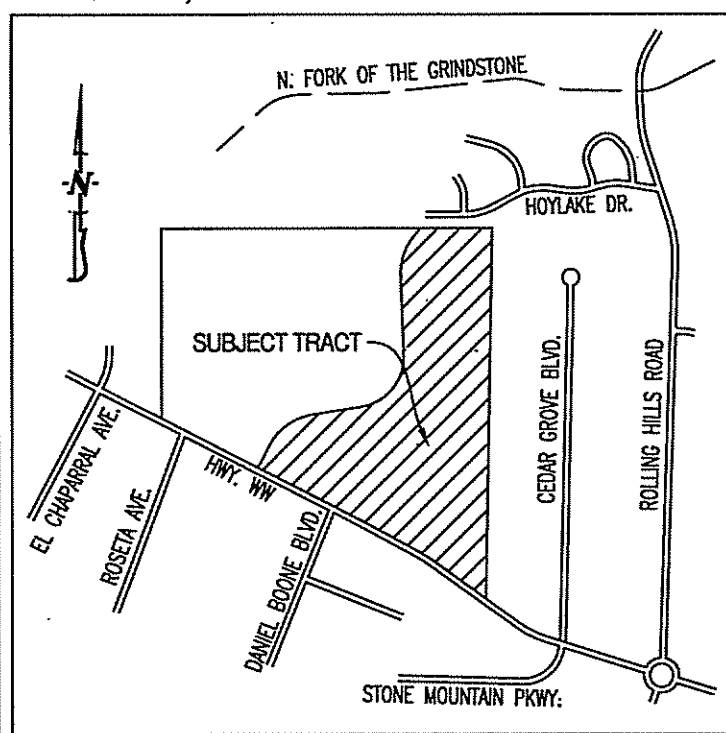 N: FORK OF THE GRINDSTONE
N
HOYLAKE DR.
SUBJECT TRACT
CEDAR GROVE BLVD.
ROLLING HILLS ROAD
EL CHAPARRAL AVE.
ROSETA AVE.
HWY. WW
DANIEL BOONE BLVD.
STONE MOUNTAIN PKWY: